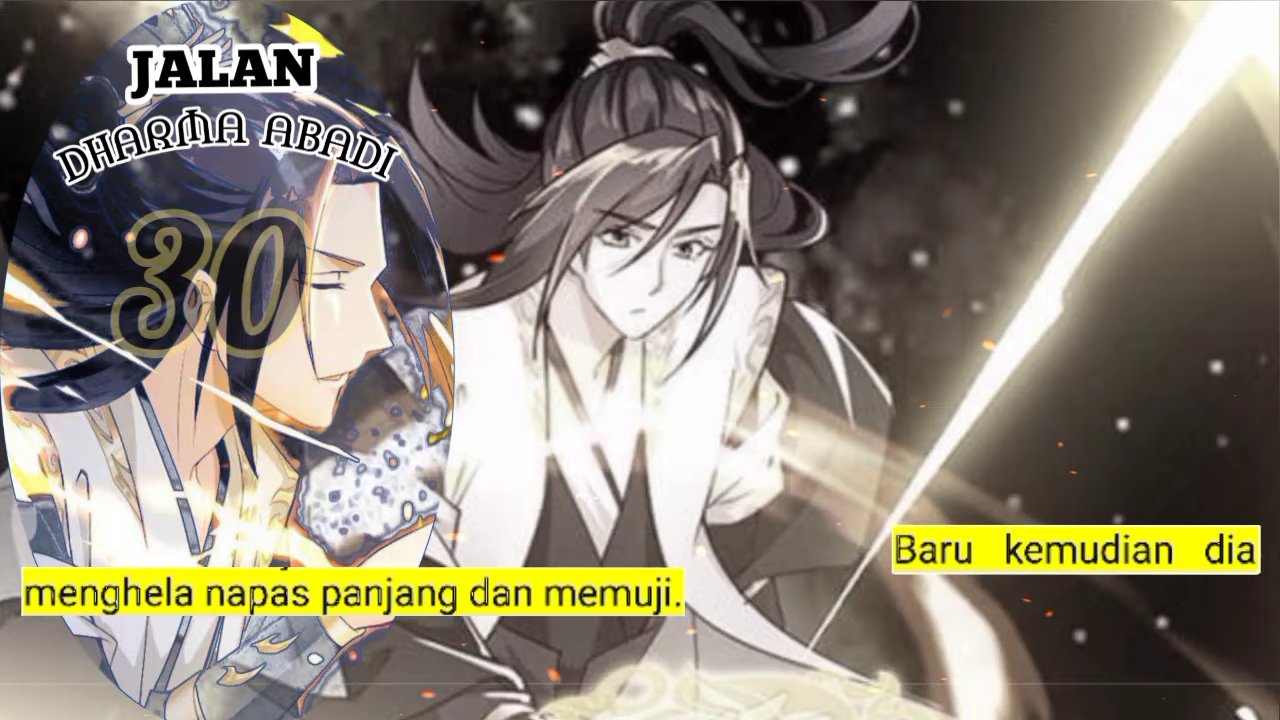 JALAN
DHARMA ABADI
30
Baru kemudian dia
menghela napas panjang dan memuji.